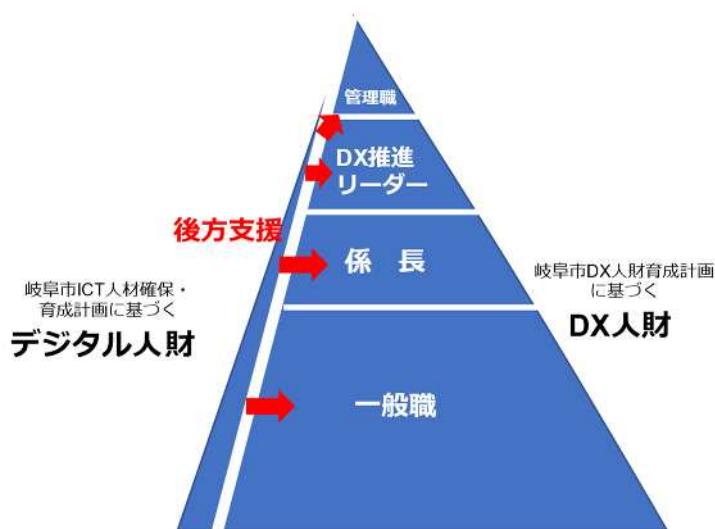 管理職
DX推進
リーダー
後方支援
係　長
岐阜市ICT人材確保・
育成計画に基づく
デジタル人財
岐阜市DX人財育成計画
に基づく
DX人財
一般職